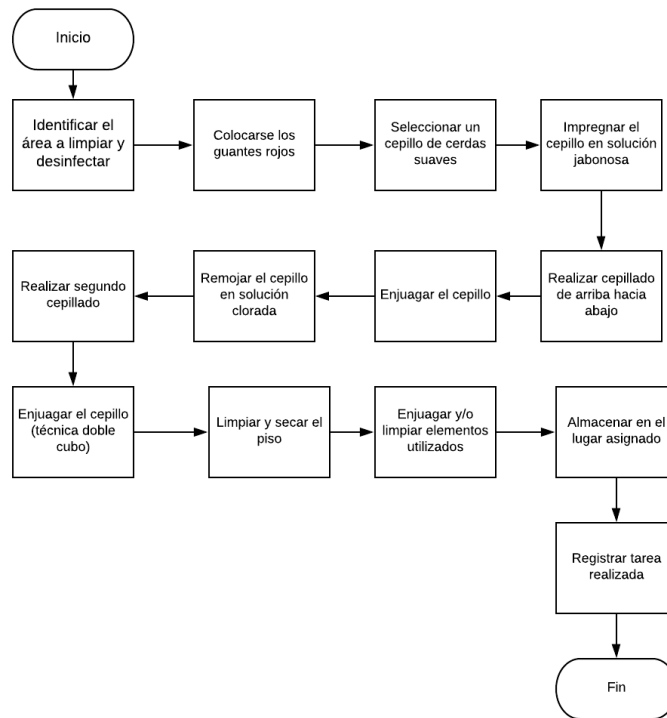 Inicio
Identificar el
área a limpiar y
desinfectar
Colocarse los
guantes rojos
Seleccionar un
cepillo de cerdas
suaves
Impregnar el
cepillo en solución
jabonosa
Realizar cepillado
de arriba hacia
abajo
Enjuagar el cepillo
Remojar el cepillo
en solución
clorada
Realizar segundo
cepillado
Enjuagar el cepillo
(técnica doble
cubo)
Limpiar y secar el
piso
Enjuagar y/o
limpiar elementos
utilizados
Almacenar en el
lugar asignado
Registrar tarea
realizada
Fin